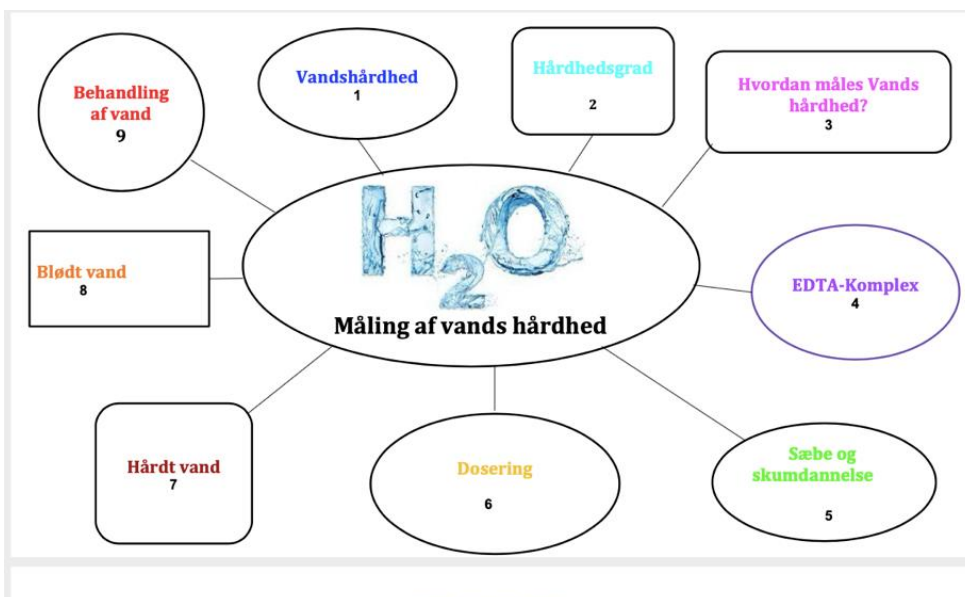 Vandshårdhed
1
Hårdhedsgrad
2
Hvordan måles Vands
hårdhed?
3
EDTA-Komplex
4
Sæbe og
skumdannelse
5
Dosering
6
Hårdt vand
7
Blødt vand
8
Behandling
af vand
9
H2O
Måling af vands hårdhed